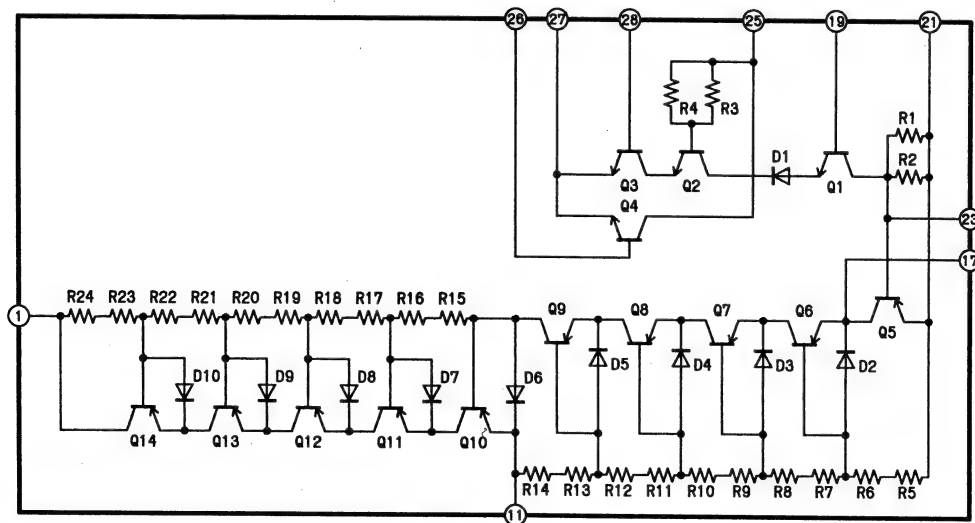 26 27 28 25 19 21
R4 R3 R1
D1 R2
Q3 Q2 Q1
Q4
23
17
1 R24 R23 R22 R21 R20 R19 R18 R17 R16 R15 Q9 Q8 Q7 Q6 Q5
D10 D9 D8 D7 D6 D5 D4 D3 D2
Q14 Q13 Q12 Q11 Q10
R14 R13 R12 R11 R10 R9 R8 R7 R6 R5
11